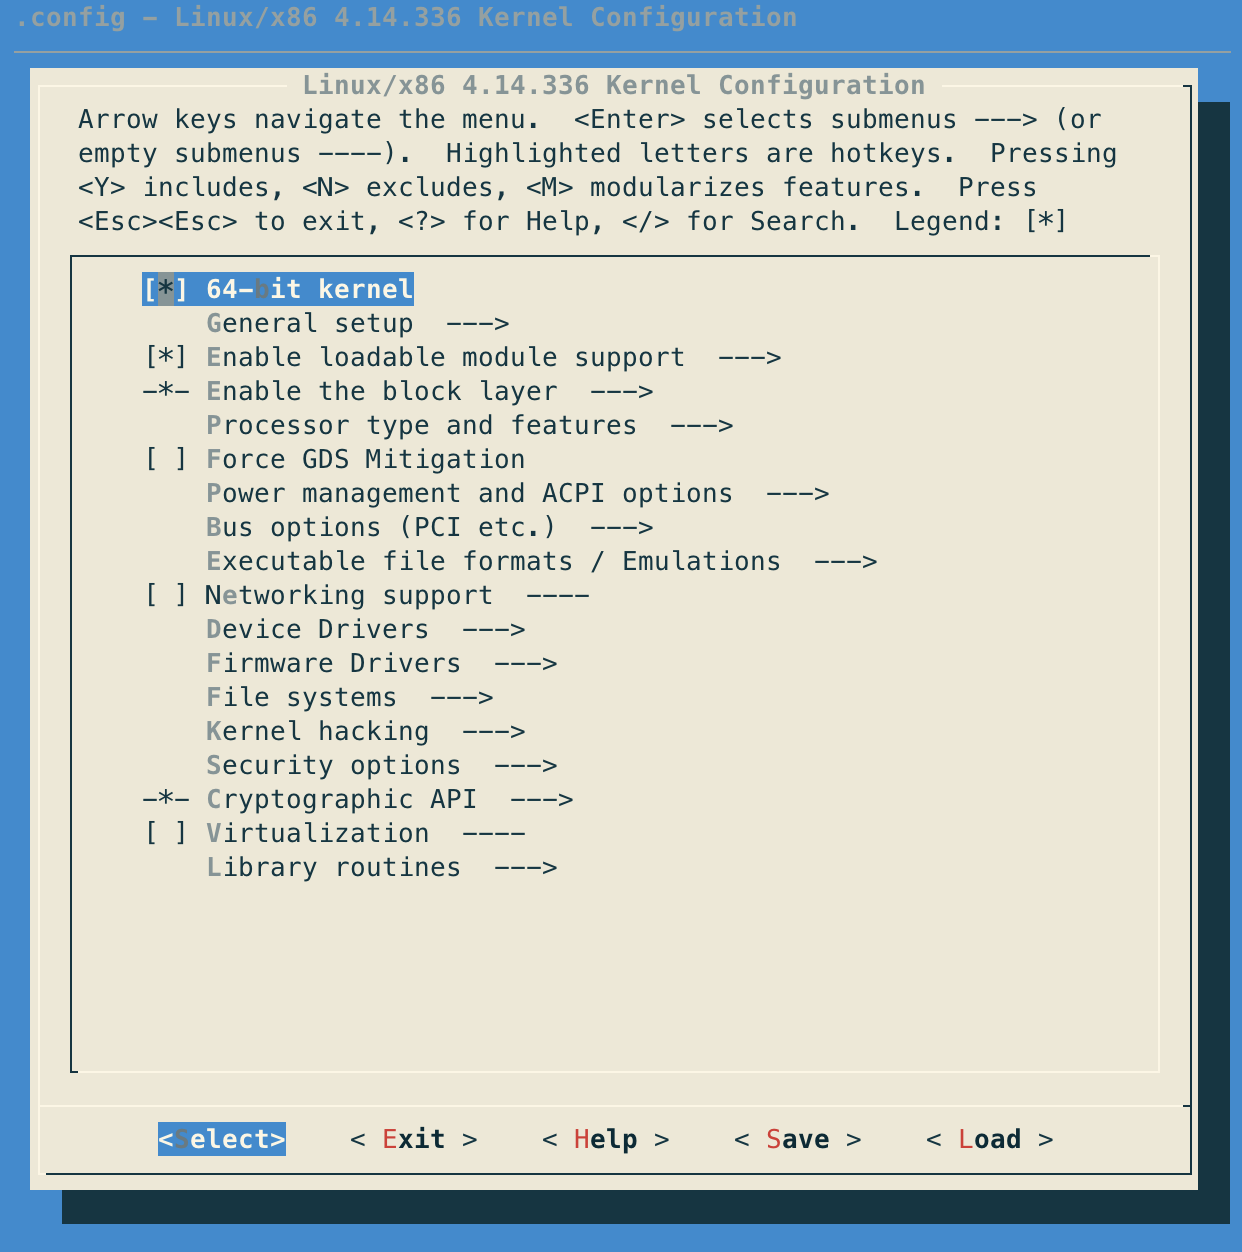 .config - Linux/x86 4.14.336 Kernel Configuration
Linux/x86 4.14.336 Kernel Configuration
Arrow keys navigate the menu.  <Enter> selects submenus ---> (or
empty submenus ----).  Highlighted letters are hotkeys.  Pressing
<Y> includes, <N> excludes, <M> modularizes features.  Press
<Esc><Esc> to exit, <?> for Help, </> for Search.  Legend: [*]
[*] 64-bit kernel
General setup  --->
[*] Enable loadable module support  --->
-*- Enable the block layer  --->
Processor type and features  --->
[ ] Force GDS Mitigation
Power management and ACPI options  --->
Bus options (PCI etc.)  --->
Executable file formats / Emulations  --->
[ ] Networking support  ----
Device Drivers  --->
Firmware Drivers  --->
File systems  --->
Kernel hacking  --->
Security options  --->
-*- Cryptographic API  --->
[ ] Virtualization  ----
Library routines  --->
<Select>    < Exit >    < Help >    < Save >    < Load >